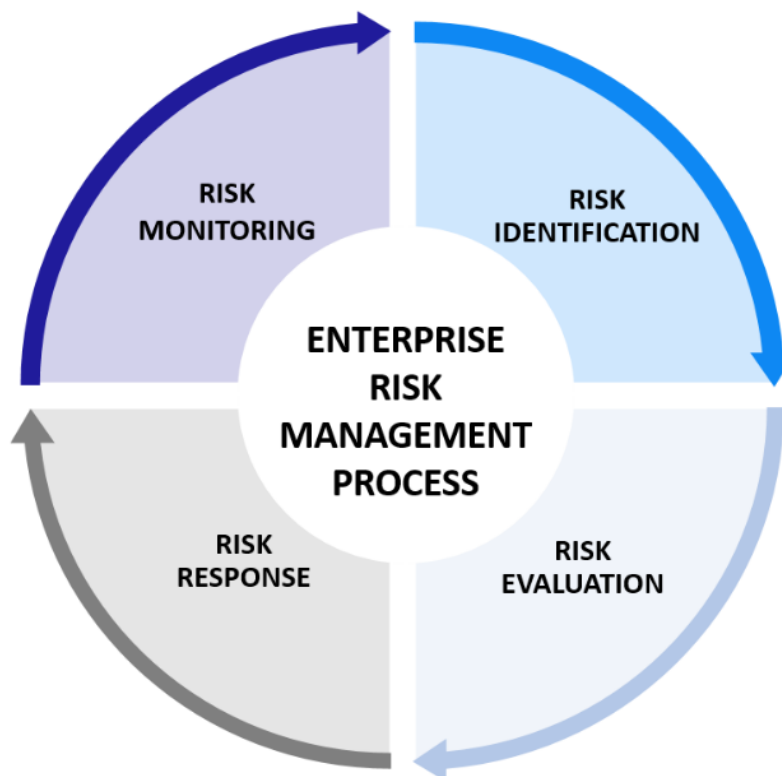 RISK
MONITORING
RISK
IDENTIFICATION
ENTERPRISE
RISK
MANAGEMENT
PROCESS
RISK
RESPONSE
RISK
EVALUATION